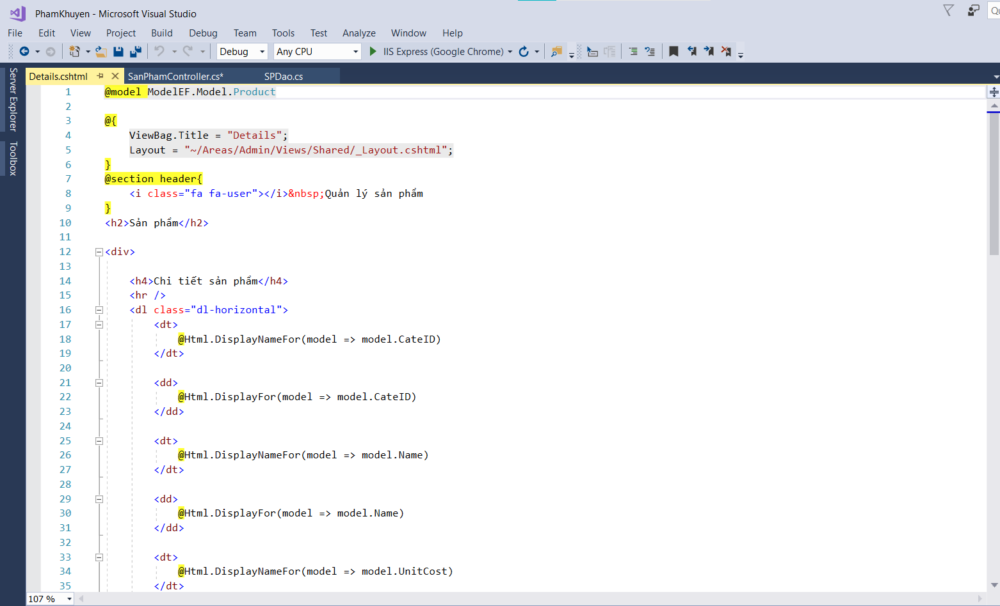 PhamKhuyen - Microsoft Visual Studio
File Edit View Project Build Debug Team Tools Test Analyze Window Help
Debug Any CPU IIS Express (Google Chrome)
Server Explorer
Toolbox
Details.cshtml SanPhamController.cs* SPDao.cs
1 @model ModelEF.Model.Product
2
3 @{
4 ViewBag.Title = "Details";
5 Layout = "~/Areas/Admin/Views/Shared/_Layout.cshtml";
6 }
7 @section header{
8 <i class="fa fa-user"></i>&nbsp;Quản lý sản phẩm
9 }
10 <h2>Sản phẩm</h2>
11
12 <div>
13
14 <h4>Chi tiết sản phẩm</h4>
15 <hr />
16 <dl class="dl-horizontal">
17 <dt>
18 @Html.DisplayNameFor(model => model.CateID)
19 </dt>
20
21 <dd>
22 @Html.DisplayFor(model => model.CateID)
23 </dd>
24
25 <dt>
26 @Html.DisplayNameFor(model => model.Name)
27 </dt>
28
29 <dd>
30 @Html.DisplayFor(model => model.Name)
31 </dd>
32
33 <dt>
34 @Html.DisplayNameFor(model => model.UnitCost)
35 </dt>
107 %